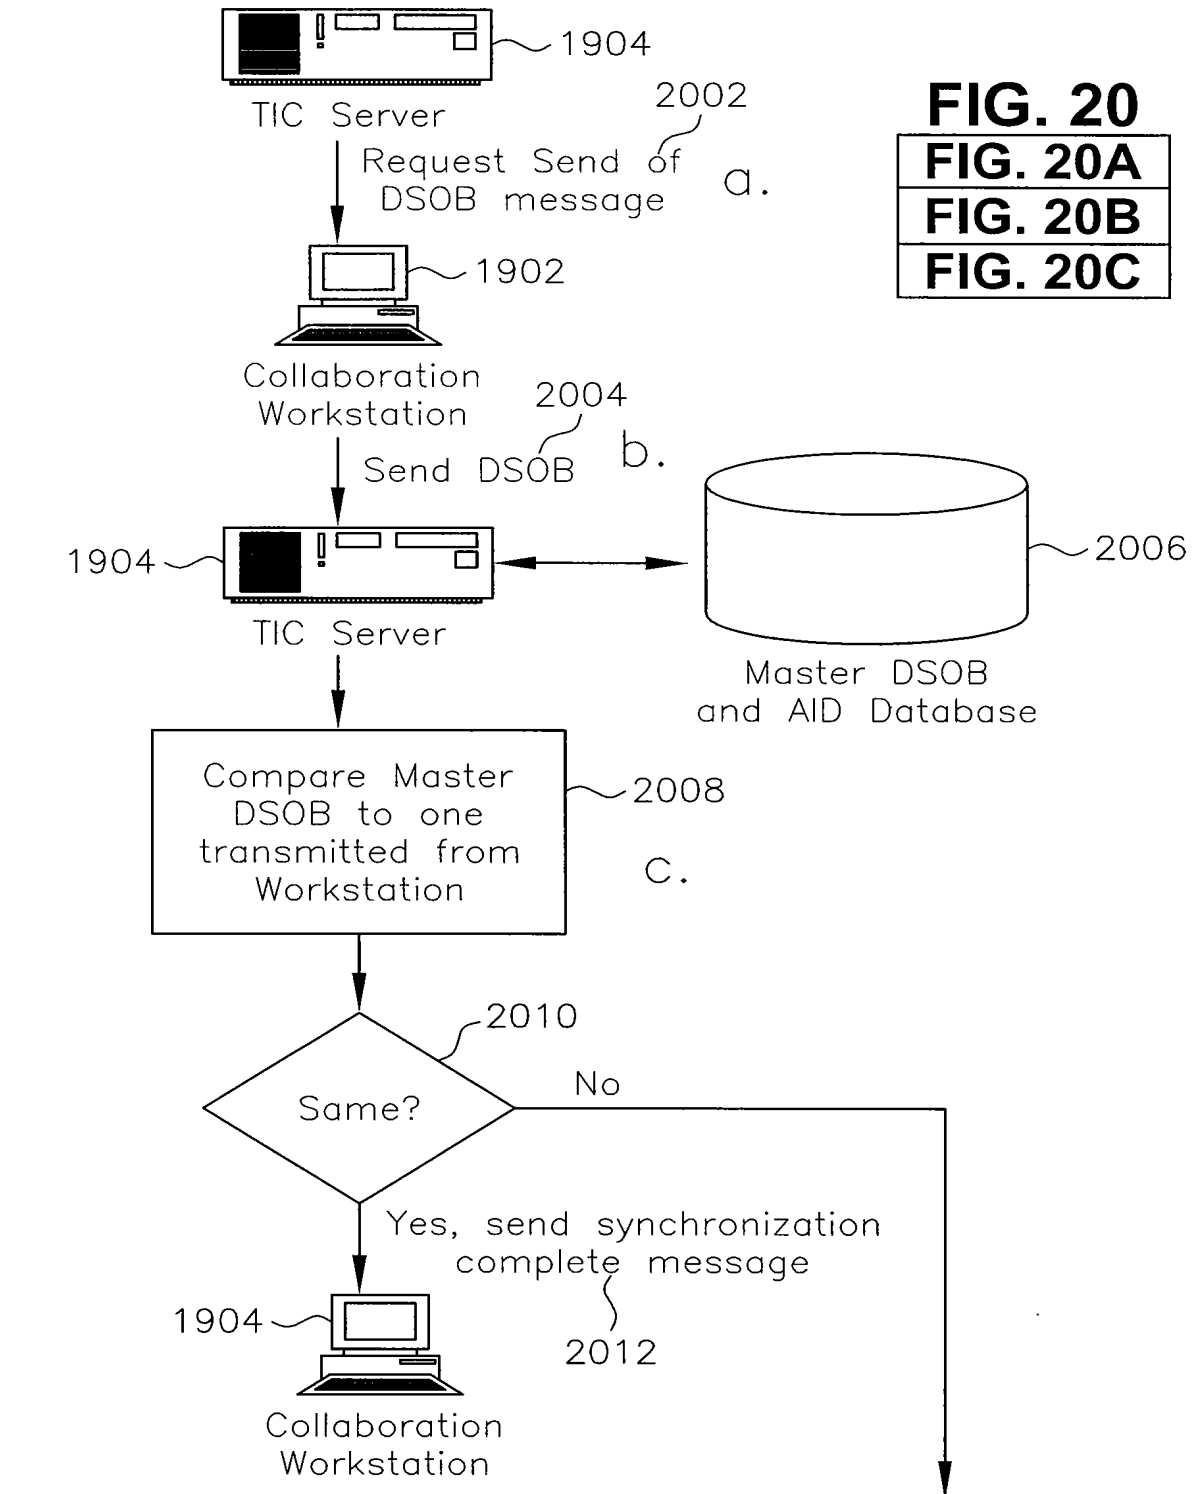 1904
TIC Server
2002
Request Send of
DSOB message
a.
FIG. 20
FIG. 20A
FIG. 20B
FIG. 20C
1902
Collaboration
Workstation
2004
Send DSOB
b.
1904
TIC Server
2006
Master DSOB
and AID Database
Compare Master
DSOB to one
transmitted from
Workstation
2008
c.
2010
Same?
No
Yes, send synchronization
complete message
2012
1904
Collaboration
Workstation